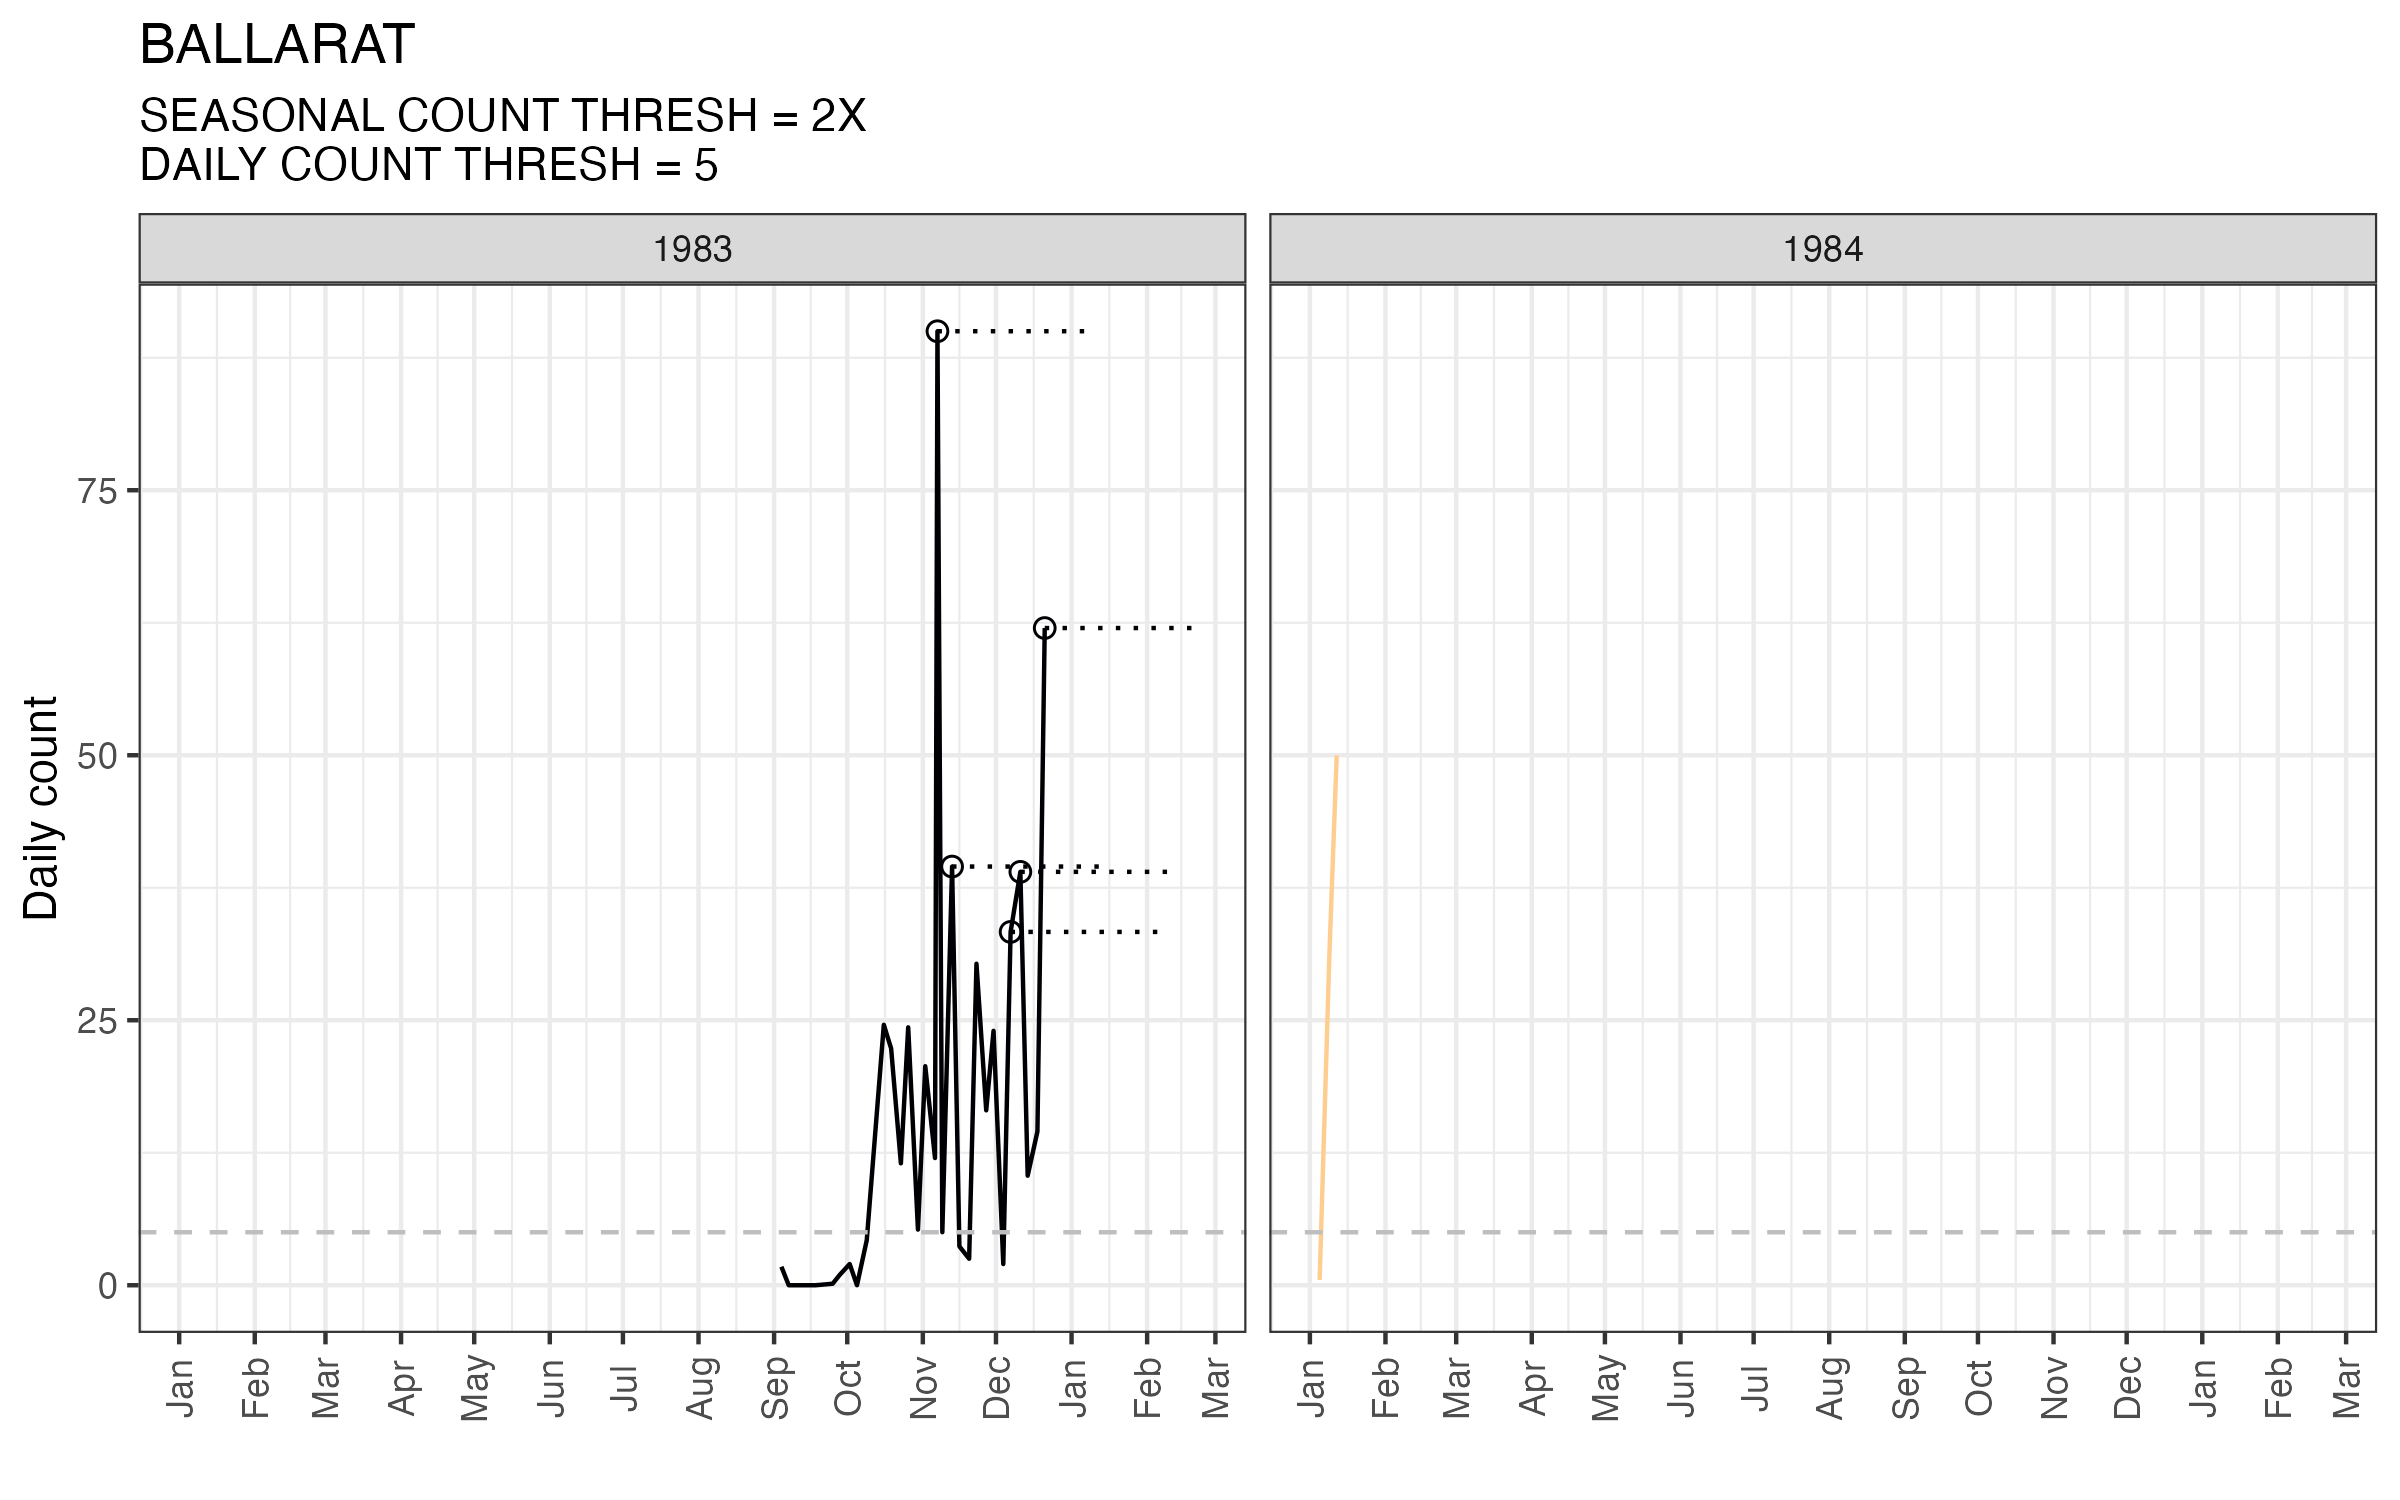 BALLARAT
SEASONAL COUNT THRESH = 2X
DAILY COUNT THRESH = 5
1983 1984
Daily count
75
50
25
0
Jan Feb Mar Apr May Jun Jul Aug Sep Oct Nov Dec Jan Feb Mar Jan Feb Mar Apr May Jun Jul Aug Sep Oct Nov Dec Jan Feb Mar